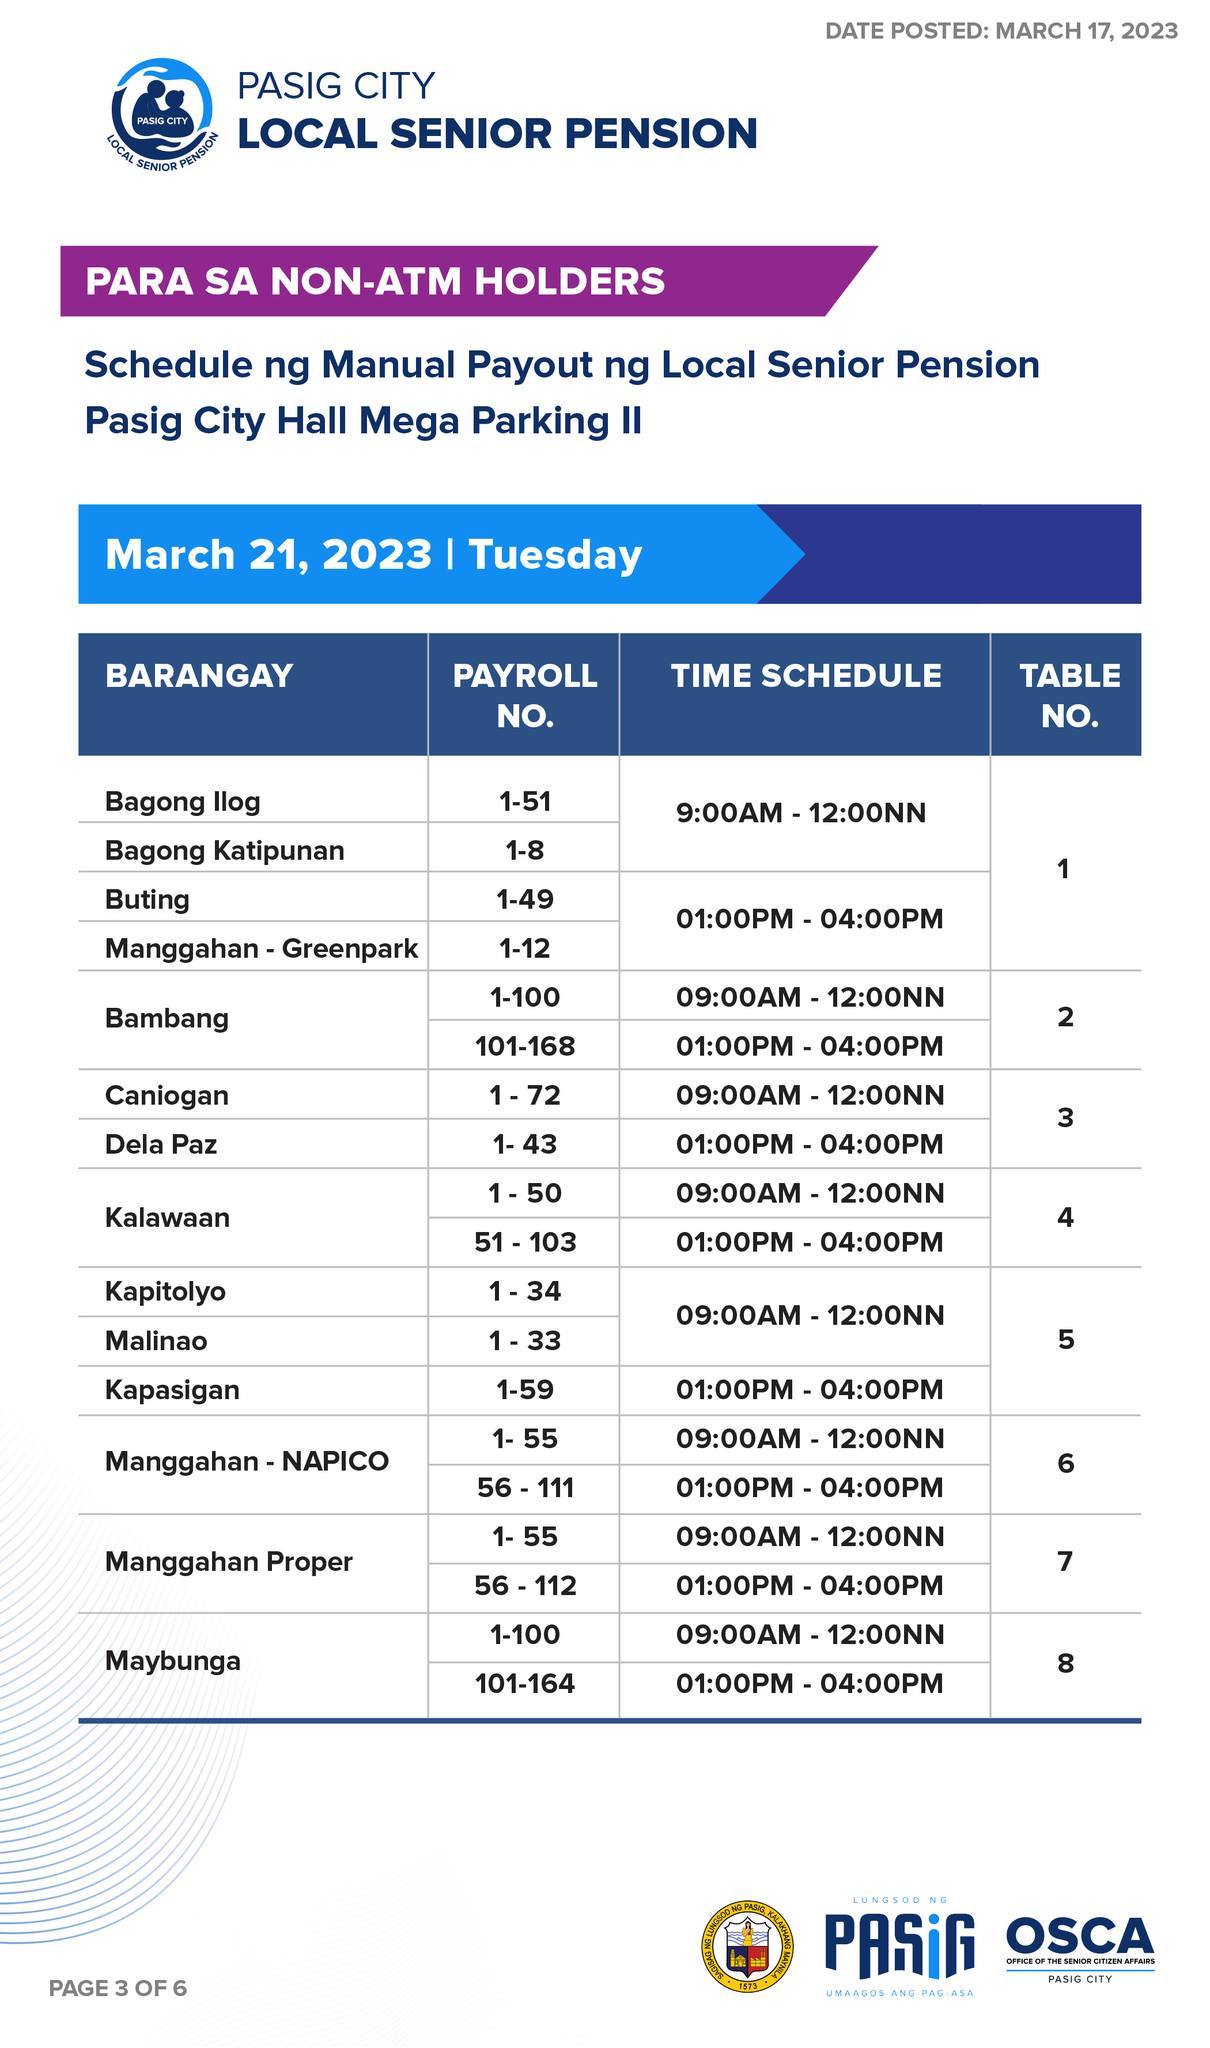 DATE POSTED: MARCH 17, 2023
PASIG CITY
LOCAL SENIOR PENSION
PASIG CITY
LOCAL SENIOR PENSION
PARA SA NON-ATM HOLDERS
Schedule ng Manual Payout ng Local Senior Pension
Pasig City Hall Mega Parking II
March 21, 2023 | Tuesday
BARANGAY PAYROLL NO. TIME SCHEDULE TABLE NO.
Bagong Ilog 1-51 9:00AM - 12:00NN 1
Bagong Katipunan 1-8
Buting 1-49 01:00PM - 04:00PM
Manggahan - Greenpark 1-12
Bambang 1-100 09:00AM - 12:00NN 2
101-168 01:00PM - 04:00PM
Caniogan 1 - 72 09:00AM - 12:00NN 3
Dela Paz 1- 43 01:00PM - 04:00PM
Kalawaan 1 - 50 09:00AM - 12:00NN 4
51 - 103 01:00PM - 04:00PM
Kapitolyo 1 - 34 09:00AM - 12:00NN 5
Malinao 1 - 33
Kapasigan 1-59 01:00PM - 04:00PM
Manggahan - NAPICO 1- 55 09:00AM - 12:00NN 6
56 - 111 01:00PM - 04:00PM
Manggahan Proper 1- 55 09:00AM - 12:00NN 7
56 - 112 01:00PM - 04:00PM
Maybunga 1-100 09:00AM - 12:00NN 8
101-164 01:00PM - 04:00PM
SAGISAG NG LUNGSOD NG PASIG, KALAKHANG MAYNILA
1573
LUNGSOD NG
PASiG
UMAAGOS ANG PAG-ASA
OSCA
OFFICE OF THE SENIOR CITIZEN AFFAIRS
PASIG CITY
PAGE 3 OF 6